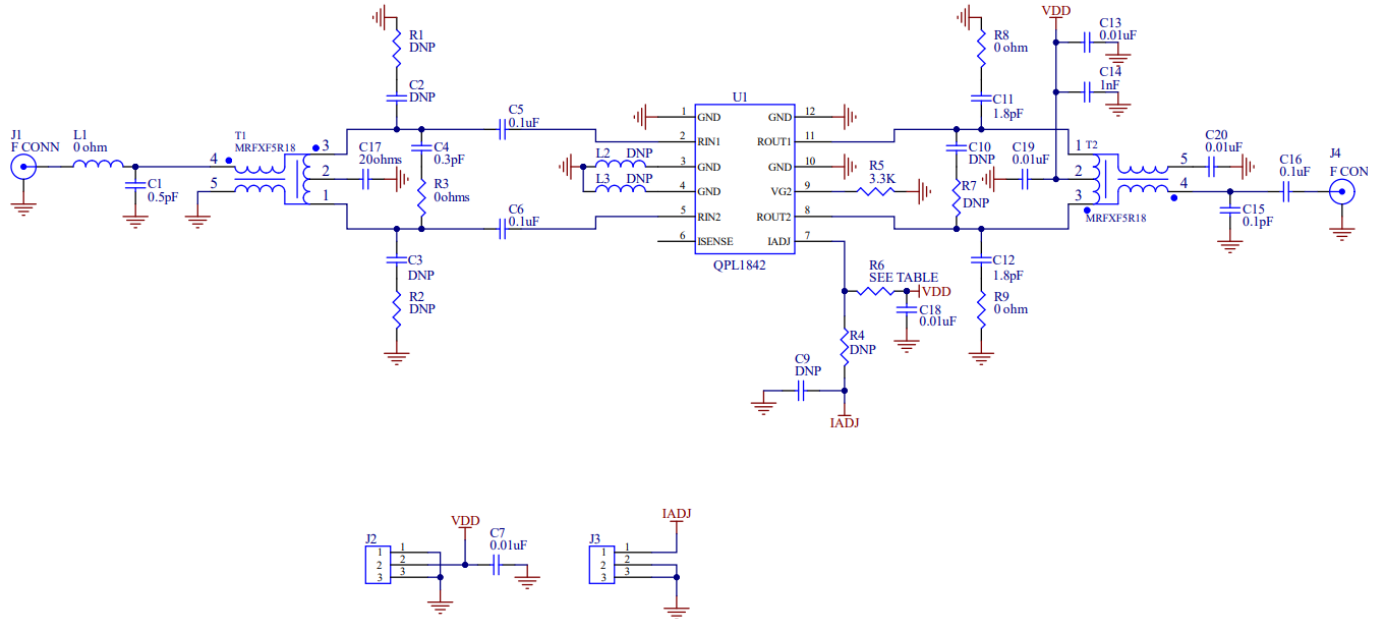 J1
F CONN
L1
0 ohm
C1
0.5pF
T1
MRFXF5R18
4
5
3
2
1
R1
DNP
C2
DNP
C17
20ohms
C4
0.3pF
R3
0ohms
C3
DNP
R2
DNP
C5
0.1uF
C6
0.1uF
L2 DNP
L3 DNP
U1
1 GND
2 RIN1
3 GND
4 GND
5 RIN2
6 ISENSE
GND 12
ROUT1 11
GND 10
VG2 9
ROUT2 8
IADJ 7
QPL1842
R5
3.3K
R6
SEE TABLE
VDD
C18
0.01uF
R4
DNP
C9
DNP
IADJ
R8
0 ohm
C11
1.8pF
C10
DNP
R7
DNP
C12
1.8pF
R9
0 ohm
VDD
C13
0.01uF
C14
1nF
C19
0.01uF
T2
1
2
3
MRFXF5R18
5
4
C20
0.01uF
C15
0.1pF
C16
0.1uF
J4
F CON
J2
1 1
2 2
3 3
VDD
C7
0.01uF
J3
1 1
2 2
3 3
IADJ